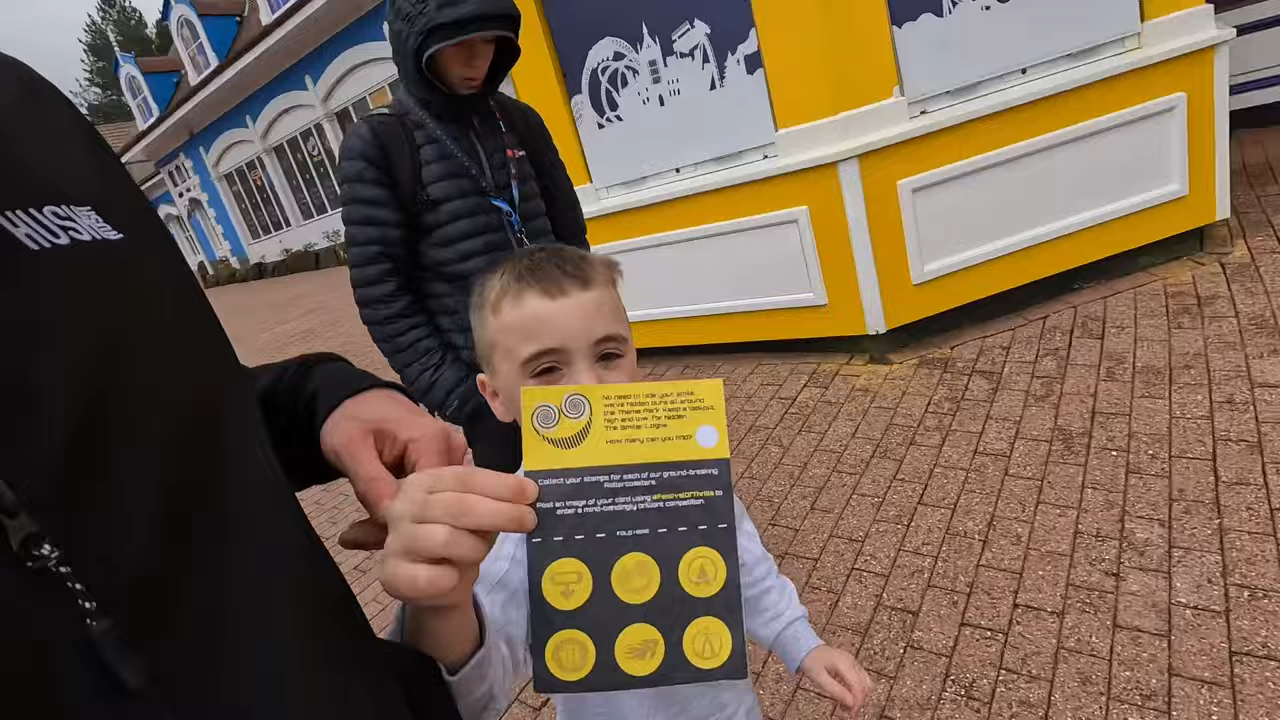 HUSK
No need to hide your smile,
we've hidden ours all around
the Theme Park. Keep a lookout,
high and low, for hidden
The Smiler Logos.
How many can you find?
Collect your stamps for each of our ground-breaking
Rollercoasters.
Post an image of your card using @FestivalOfThrills to
enter a mind-bendingly brilliant competition.
FOLD HERE